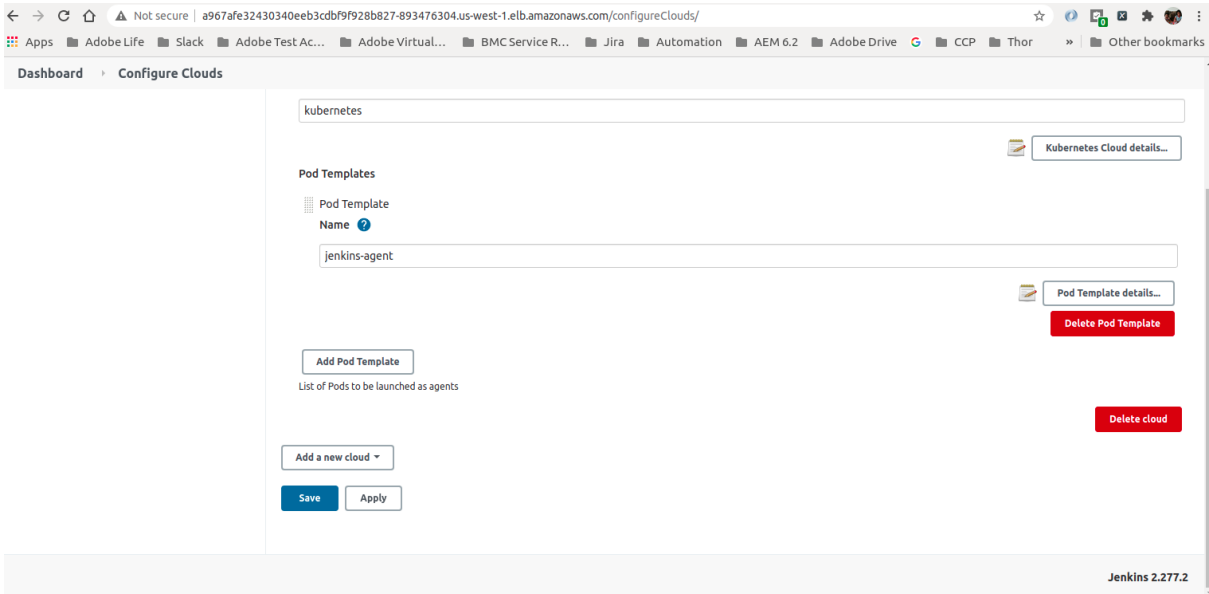 Not secure | a967afe32430340eeb3cdbf9f928b827-893476304.us-west-1.elb.amazonaws.com/configureClouds/
Apps Adobe Life Slack Adobe Test Ac... Adobe Virtual... BMC Service R... Jira Automation AEM 6.2 Adobe Drive G CCP Thor » Other bookmarks
Dashboard Configure Clouds
kubernetes
Kubernetes Cloud details...
Pod Templates
Pod Template
Name ?
jenkins-agent
Pod Template details...
Delete Pod Template
Add Pod Template
List of Pods to be launched as agents
Delete cloud
Add a new cloud
Save Apply
Jenkins 2.277.2